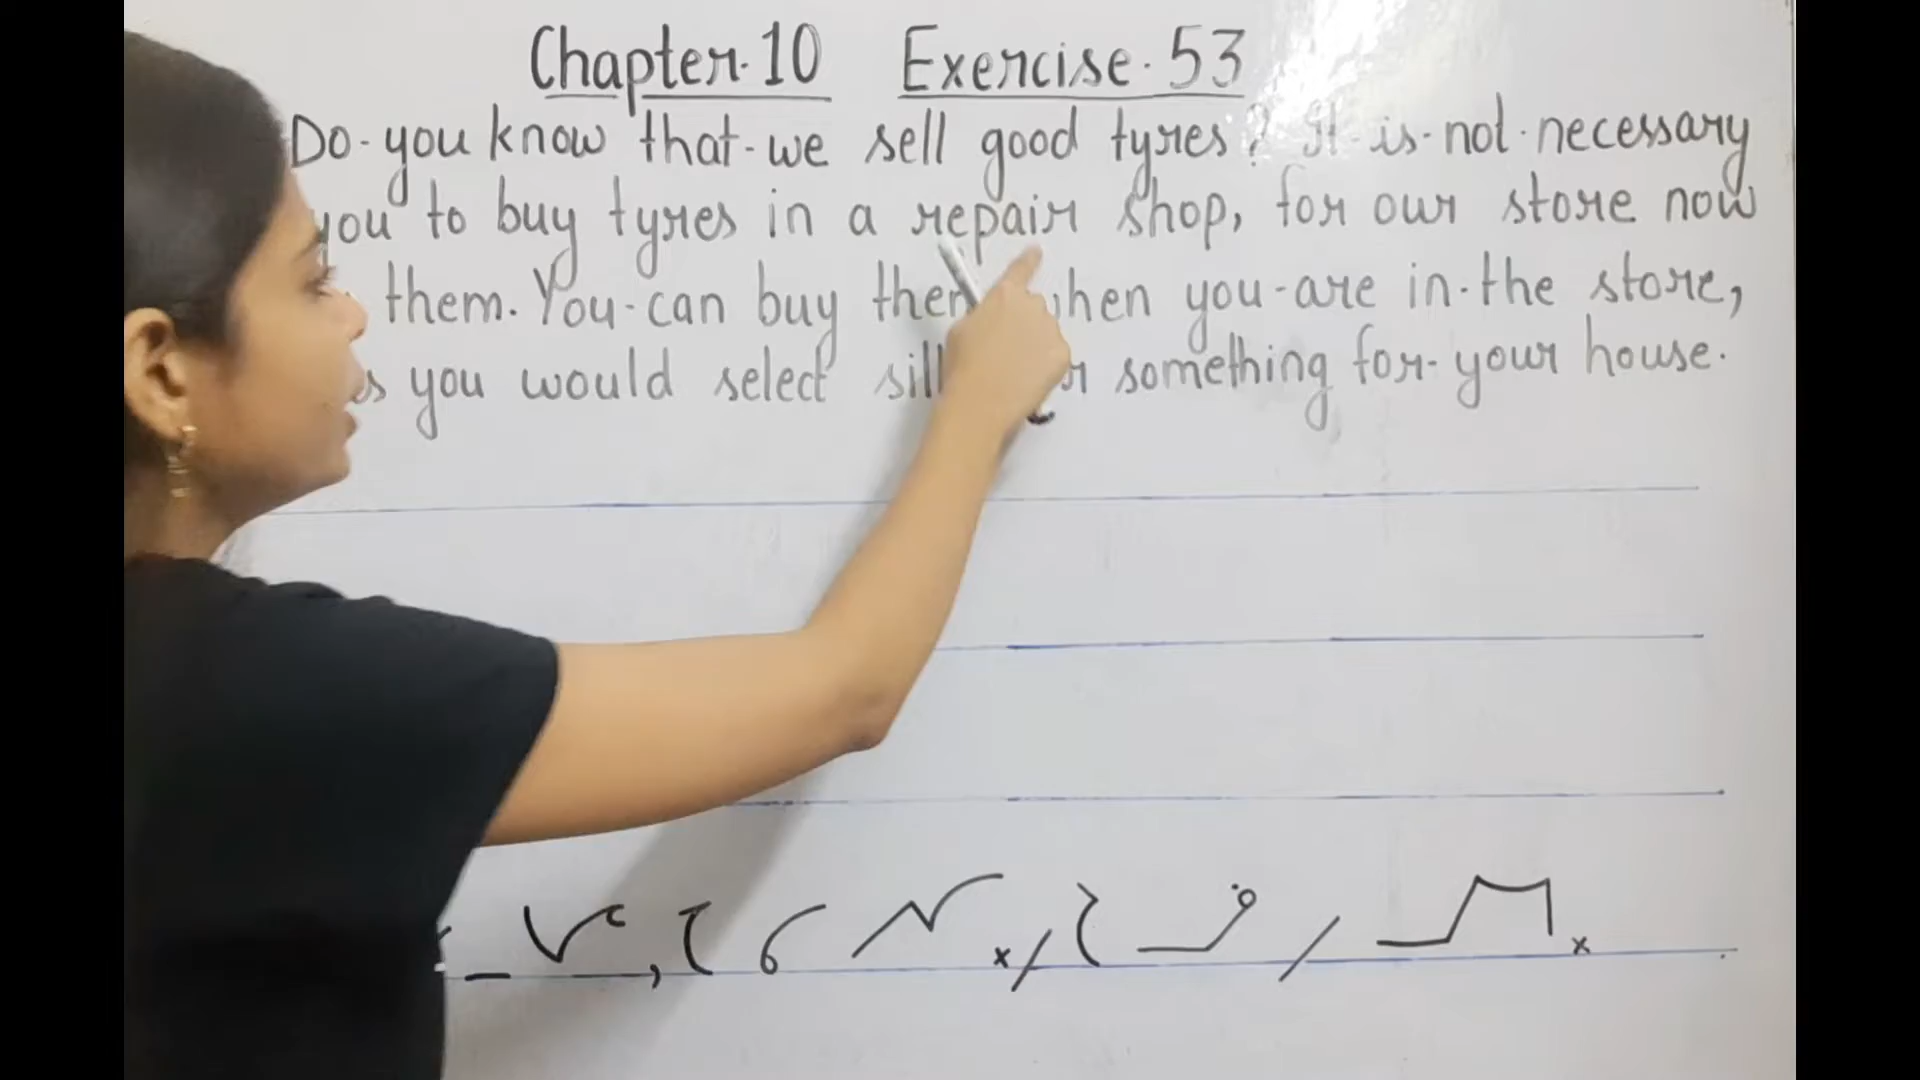 Chapter.10 Exercise.53
Do-you know that-we sell good tyres? It-is-not-necessary
you to buy tyres in a repair shop, for our store now
them. You-can buy them when you-are in-the store,
you would select something for-your house.